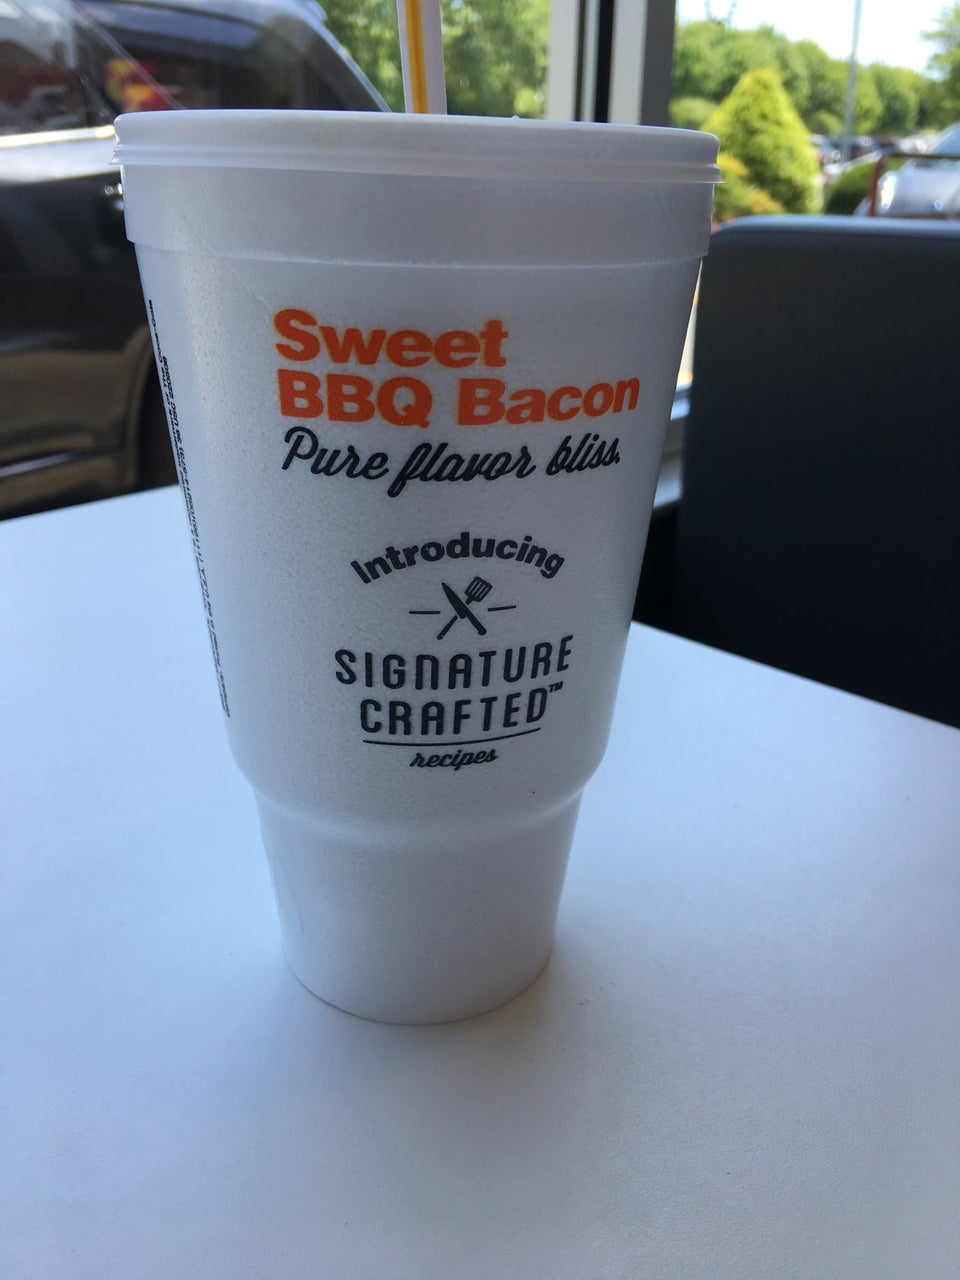 Sweet
BBQ Bacon
Pure flavor bliss.
Introducing
SIGNATURE
CRAFTED™
recipes